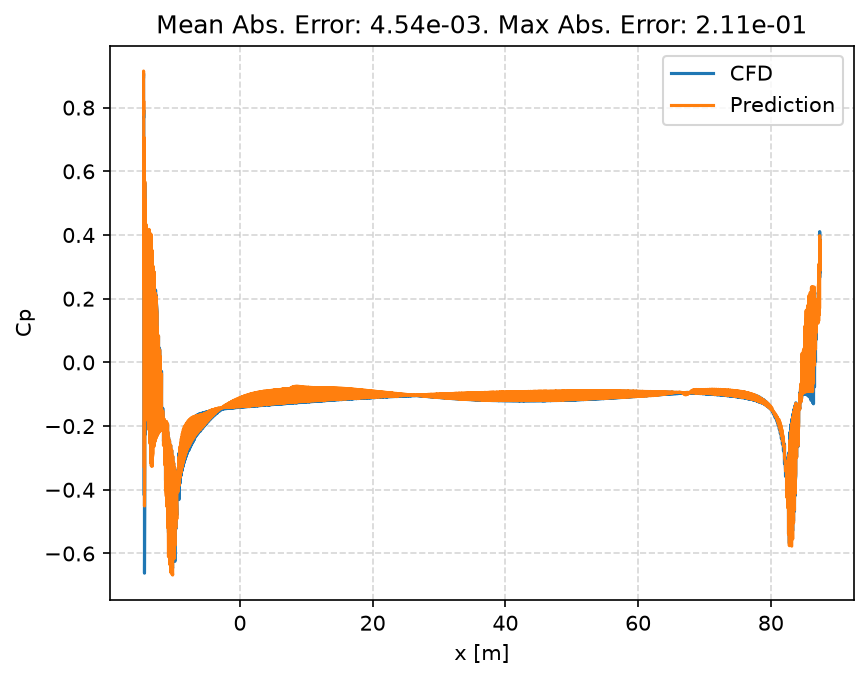 Mean Abs. Error: 4.54e-03. Max Abs. Error: 2.11e-01
CFD
Prediction
Cp
0.8
0.6
0.4
0.2
0.0
−0.2
−0.4
−0.6
0 20 40 60 80
x [m]